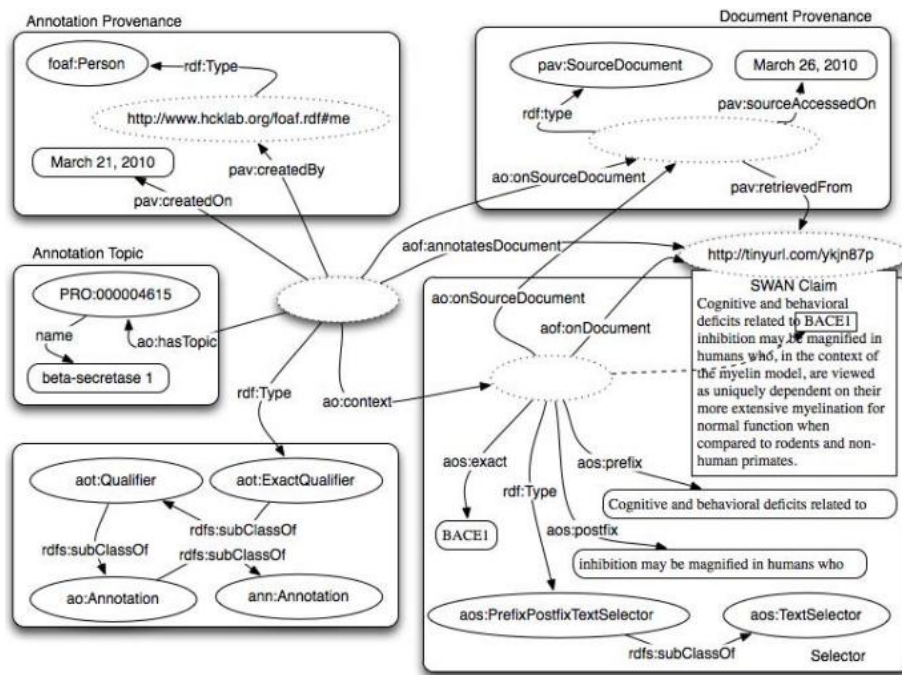 Annotation Provenance
foaf:Person
rdf:Type
http://www.hcklab.org/foaf.rdf#me
March 21, 2010
pav:createdBy
pav:createdOn
Document Provenance
pav:SourceDocument
March 26, 2010
rdf:type
pav:sourceAccessedOn
ao:onSourceDocument
pav:retrievedFrom
Annotation Topic
PRO:000004615
name
ao:hasTopic
beta-secretase 1
aof:annotatesDocument
http://tinyurl.com/ykjn87p
ao:onSourceDocument
aof:onDocument
rdf:Type
ao:context
SWAN Claim
Cognitive and behavioral
deficits related to BACE1
inhibition may be magnified in
humans who, in the context of
the myelin model, are viewed
as uniquely dependent on their
more extensive myelination for
normal function when
compared to rodents and non-
human primates.
aot:Qualifier
aot:ExactQualifier
rdfs:subClassOf
rdfs:subClassOf
rdfs:subClassOf
ao:Annotation
ann:Annotation
aos:exact
rdf:Type
aos:prefix
aos:postfix
BACE1
Cognitive and behavioral deficits related to
inhibition may be magnified in humans who
aos:PrefixPostfixTextSelector
aos:TextSelector
rdfs:subClassOf
Selector